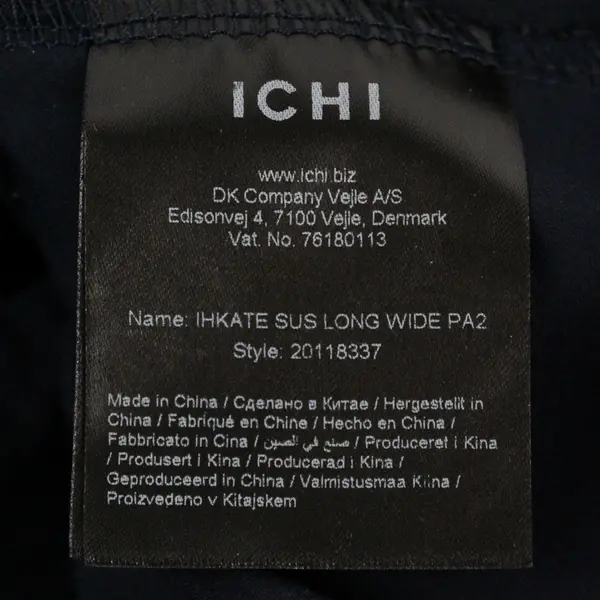 ICHI
www.ichi.biz
DK Company Vejle A/S
Edisonvej 4, 7100 Vejle, Denmark
Vat. No. 76180113
Name: IHKATE SUS LONG WIDE PA2
Style: 20118337
Made in China / Сделано в Китае / Hergestellt in
China / Fabriqué en Chine / Hecho en China /
Fabbricato in Cina / صنع في الصين / Produceret i Kina
/ Produsert i Kina / Producerad i Kina /
Geproduceerd in China / Valmistusmaa Kiina /
Proizvedeno v Kitajskem